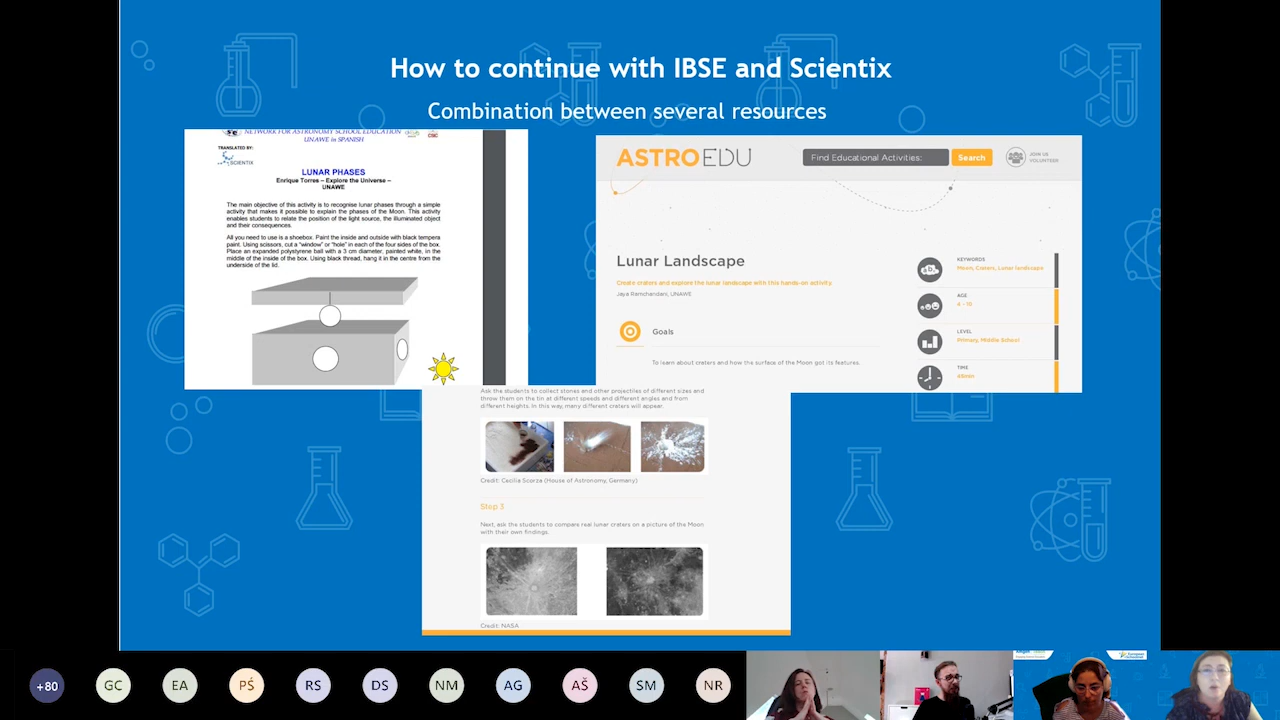 How to continue with IBSE and Scientix
Combination between several resources
NETWORK FOR ASTRONOMY SCHOOL EDUCATION
UNAWE in SPANISH
TRANSLATED BY:
SCIENTIX
LUNAR PHASES
Enrique Torres – Explore the Universe –
UNAWE
The main objective of this activity is to recognise lunar phases through a simple
activity that makes it possible to explain the phases of the Moon. This activity
enables students to relate the position of the light source, the illuminated object
and their consequences.
All you need to use is a shoebox. Paint the inside and outside with black tempera
paint. Using scissors, cut a "window" or "hole" in each of the four sides of the box.
Place an expanded polystyrene ball with a 3 cm diameter, painted white, in the
middle of the inside of the box. Using black thread, hang it in the centre from the
underside of the lid.
ASTROEDU
Find Educational Activities:
Search
JOIN US
VOLUNTEER
Lunar Landscape
Create craters and explore the lunar landscape with this hands-on activity
Jaya Ramchandani, UNAWE
Goals
To learn about craters and how the surface of the Moon got its features.
KEYWORDS
Moon, Craters, Lunar landscape
AGE
4 - 10
LEVEL
Primary, Middle School
TIME
45min
Ask the students to collect stones and other projectiles of different sizes and
throw them on the tin at different speeds and different angles and from
different heights. In this way, many different craters will appear.
Credit: Cecilia Scorza (House of Astronomy, Germany)
Step 3
Next, ask the students to compare real lunar craters on a picture of the Moon
with their own findings.
Credit: NASA
+80
GC
EA
PŚ
RS
DS
NM
AG
AŠ
SM
NR